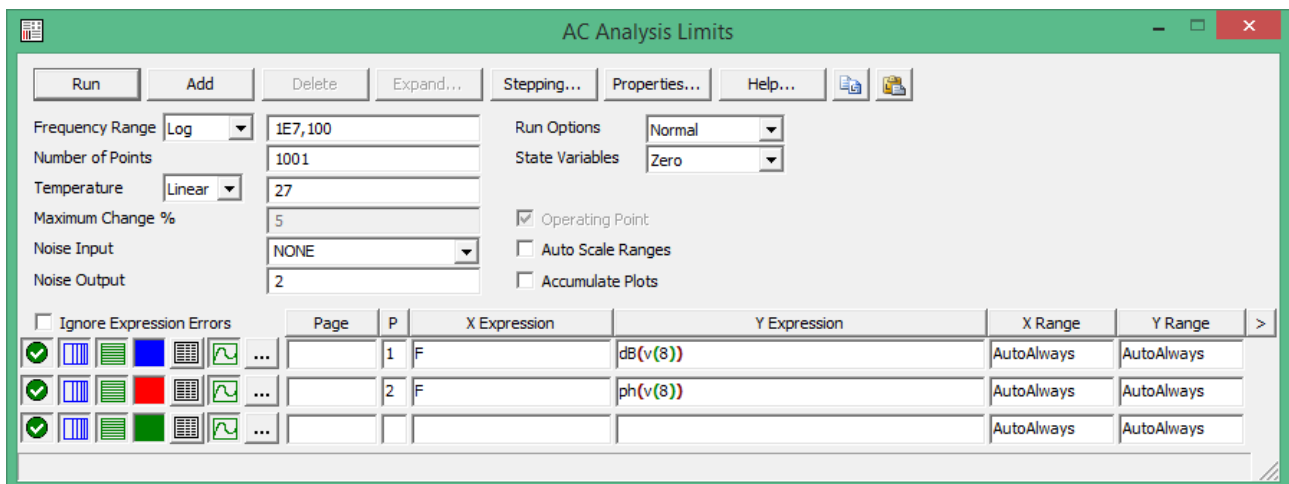 AC Analysis Limits
Run Add Delete Expand... Stepping... Properties... Help...
Frequency Range Log 1E7,100 Run Options Normal
Number of Points 1001 State Variables Zero
Temperature Linear 27
Maximum Change % 5 Operating Point
Noise Input NONE Auto Scale Ranges
Noise Output 2 Accumulate Plots
Ignore Expression Errors Page P X Expression Y Expression X Range Y Range >
... 1 F dB(v(8)) AutoAlways AutoAlways
... 2 F ph(v(8)) AutoAlways AutoAlways
... AutoAlways AutoAlways